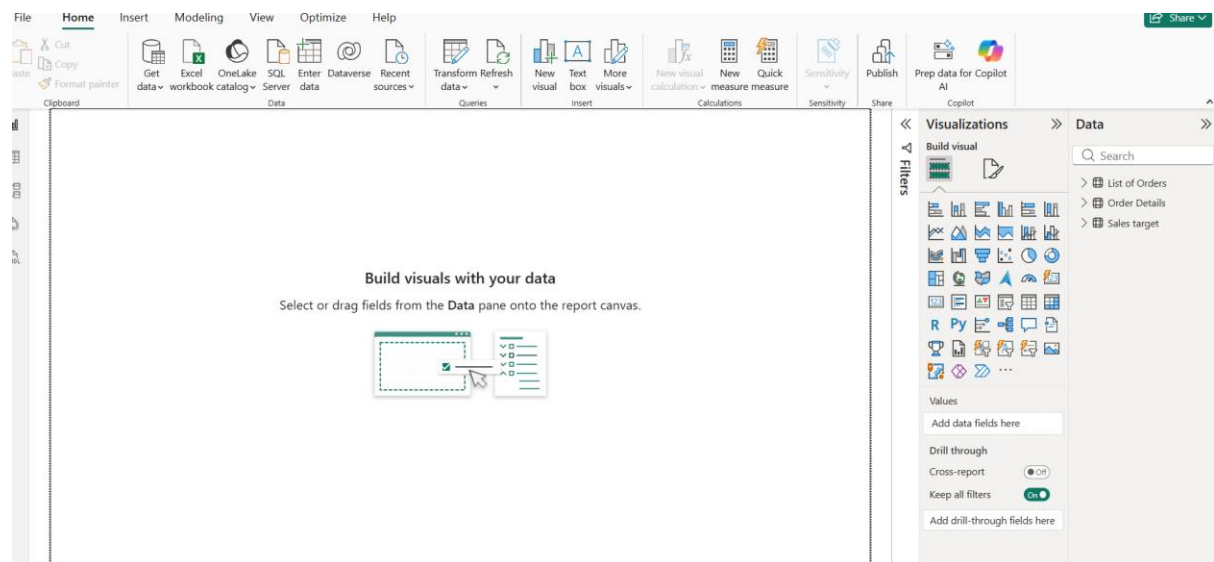 File Home Insert Modeling View Optimize Help
Share
Cut
Copy
Format painter
Clipboard
Get data
Excel workbook
OneLake catalog
SQL Server
Enter data
Dataverse
Recent sources
Data
Transform data
Refresh
Queries
New visual
Text box
More visuals
Insert
New visual calculation
New measure
Quick measure
Calculations
Sensitivity
Sensitivity
Publish
Share
Prep data for AI
Copilot
Copilot
Build visuals with your data
Select or drag fields from the Data pane onto the report canvas.
Filters
Visualizations
Build visual
123
R Py
Values
Add data fields here
Drill through
Cross-report Off
Keep all filters On
Add drill-through fields here
Data
Search
List of Orders
Order Details
Sales target